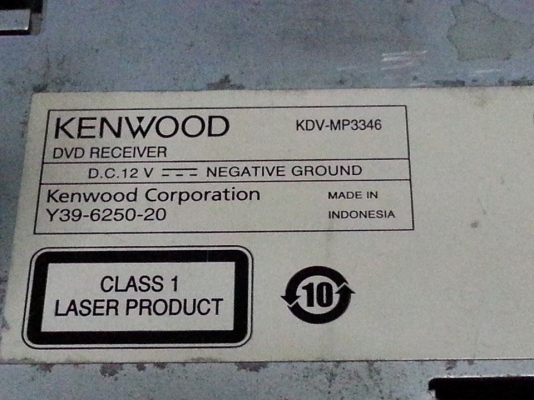 KENWOOD KDV-MP3346
DVD RECEIVER
D.C.12 V ⎓ NEGATIVE GROUND
Kenwood Corporation MADE IN
Y39-6250-20 INDONESIA
CLASS 1
LASER PRODUCT
10